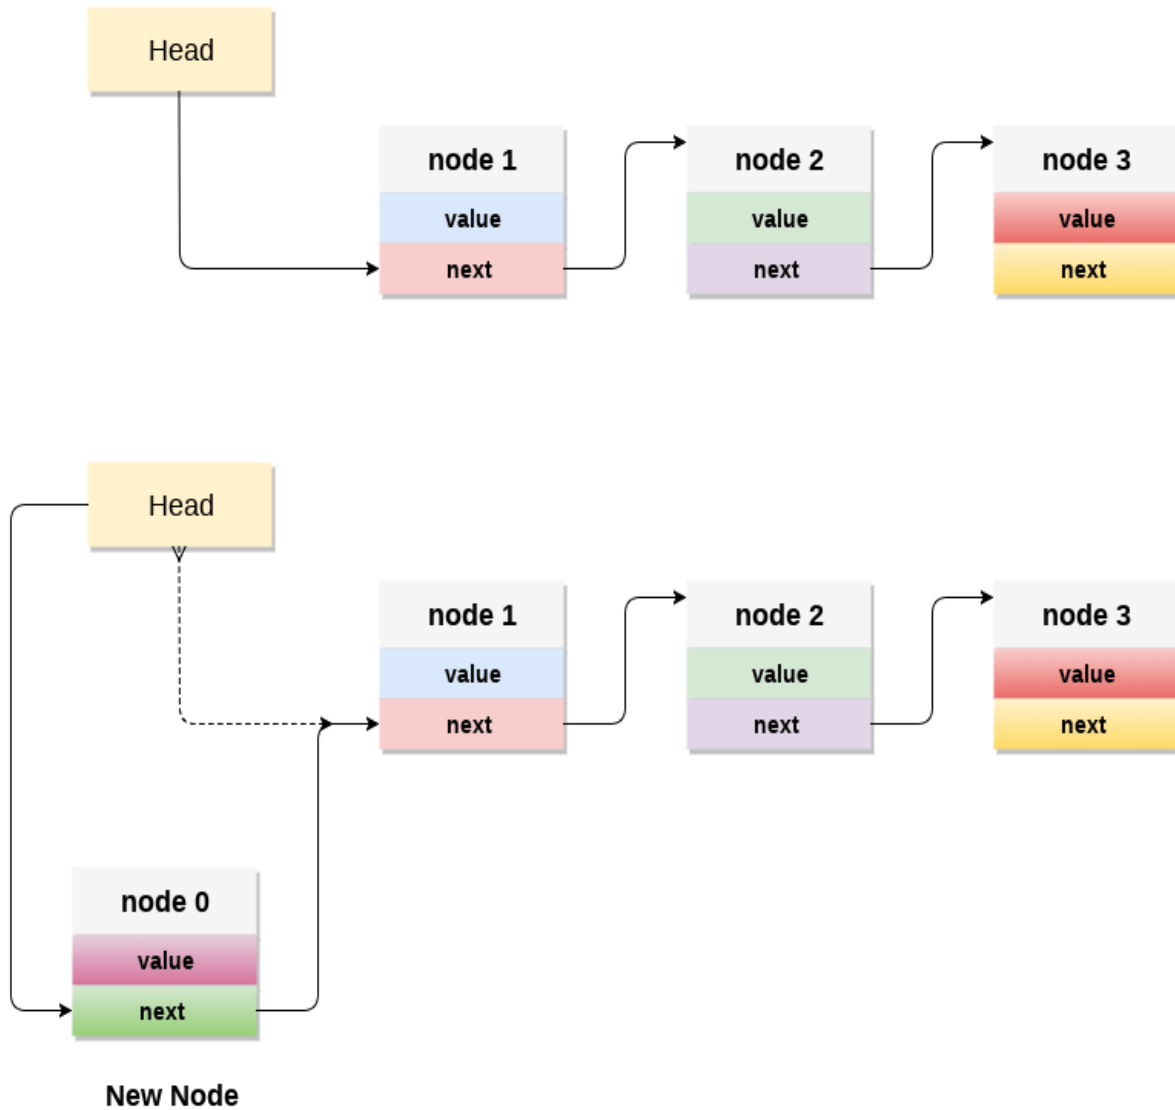 Head
node 1
value
next
node 2
value
next
node 3
value
next
Head
node 1
value
next
node 2
value
next
node 3
value
next
node 0
value
next
New Node